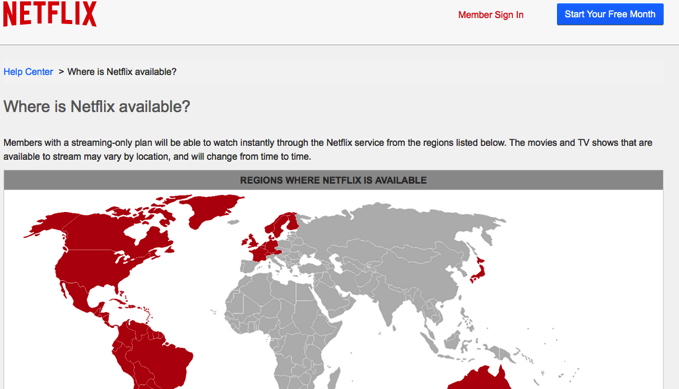 NETFLIX
Member Sign In
Start Your Free Month
Help Center > Where is Netflix available?
Where is Netflix available?
Members with a streaming-only plan will be able to watch instantly through the Netflix service from the regions listed below. The movies and TV shows that are
available to stream may vary by location, and will change from time to time.
REGIONS WHERE NETFLIX IS AVAILABLE